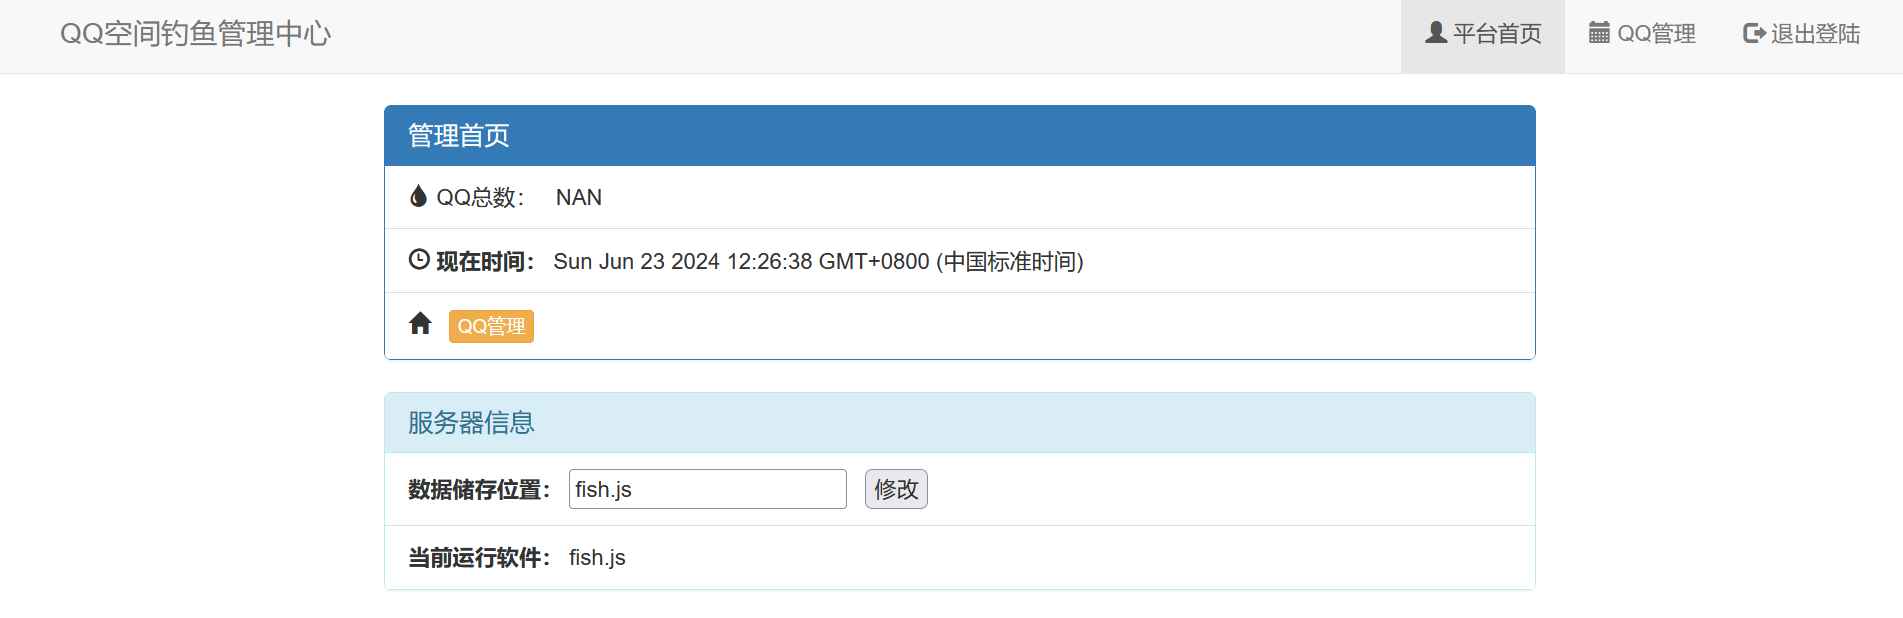 QQ空间钓鱼管理中心
平台首页 QQ管理 退出登陆
管理首页
QQ总数： NAN
现在时间： Sun Jun 23 2024 12:26:38 GMT+0800 (中国标准时间)
QQ管理
服务器信息
数据储存位置： fish.js 修改
当前运行软件： fish.js